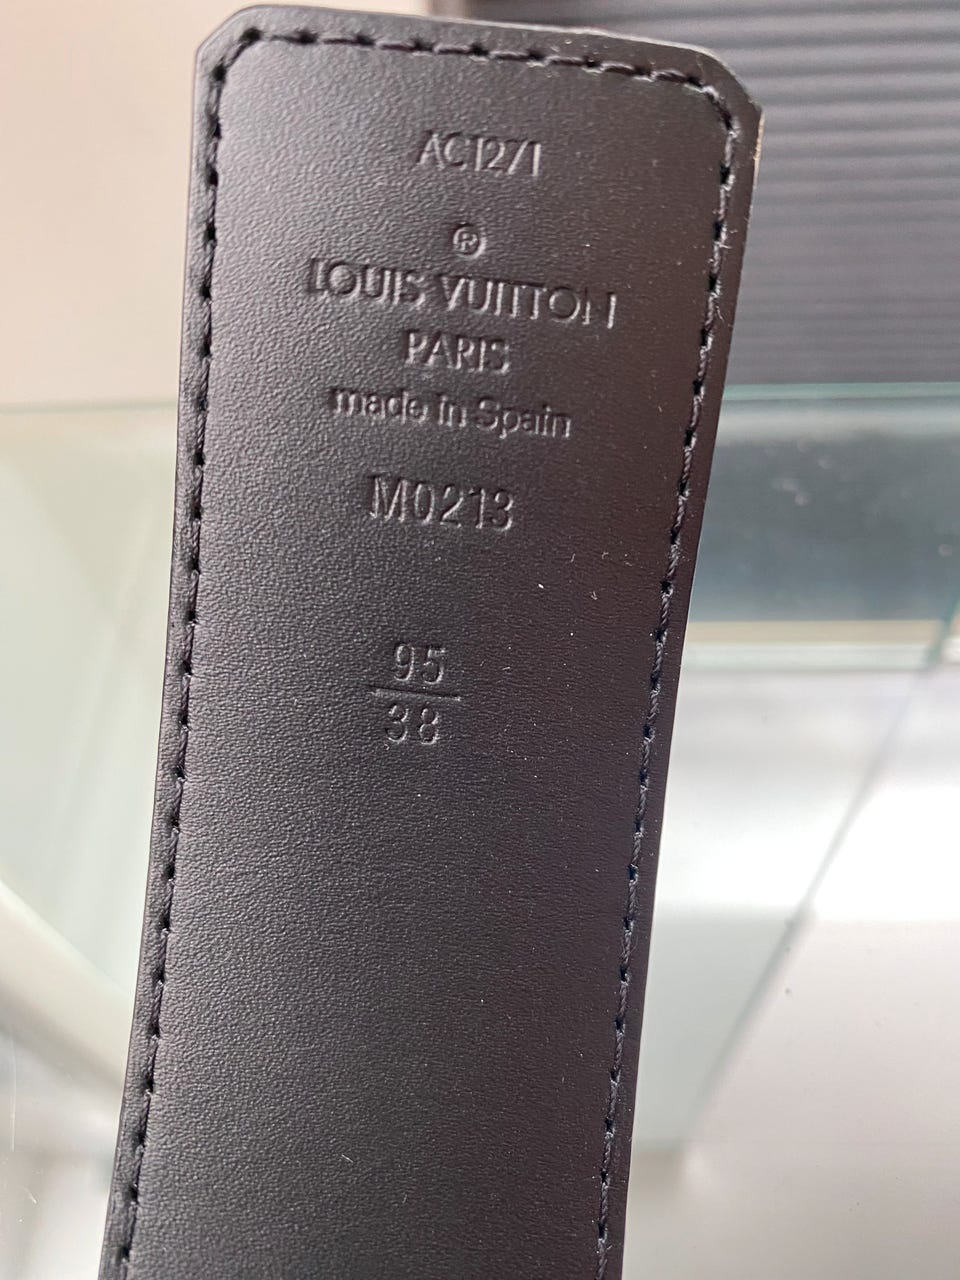 AC1271
®
LOUIS VUITTON
PARIS
made in Spain
M0213
95
38